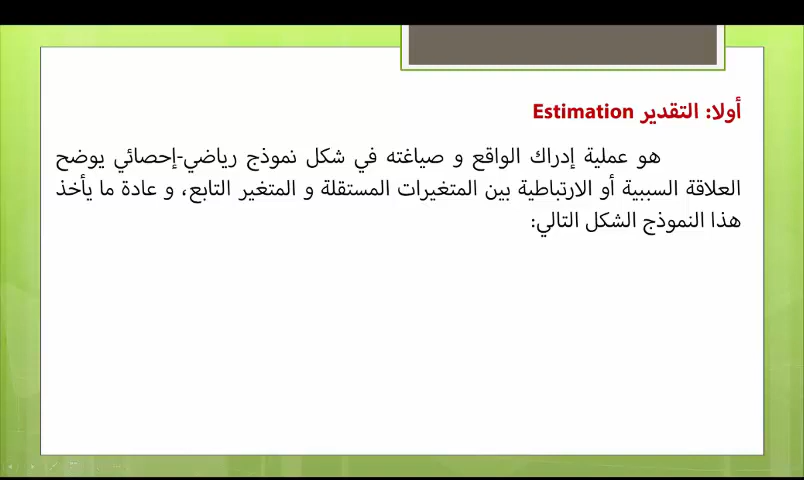 أولا: التقدير Estimation
هو عملية إدراك الواقع و صياغته في شكل نموذج رياضي-إحصائي يوضح
العلاقة السببية أو الارتباطية بين المتغيرات المستقلة و المتغير التابع، و عادة ما يأخذ
هذا النموذج الشكل التالي: